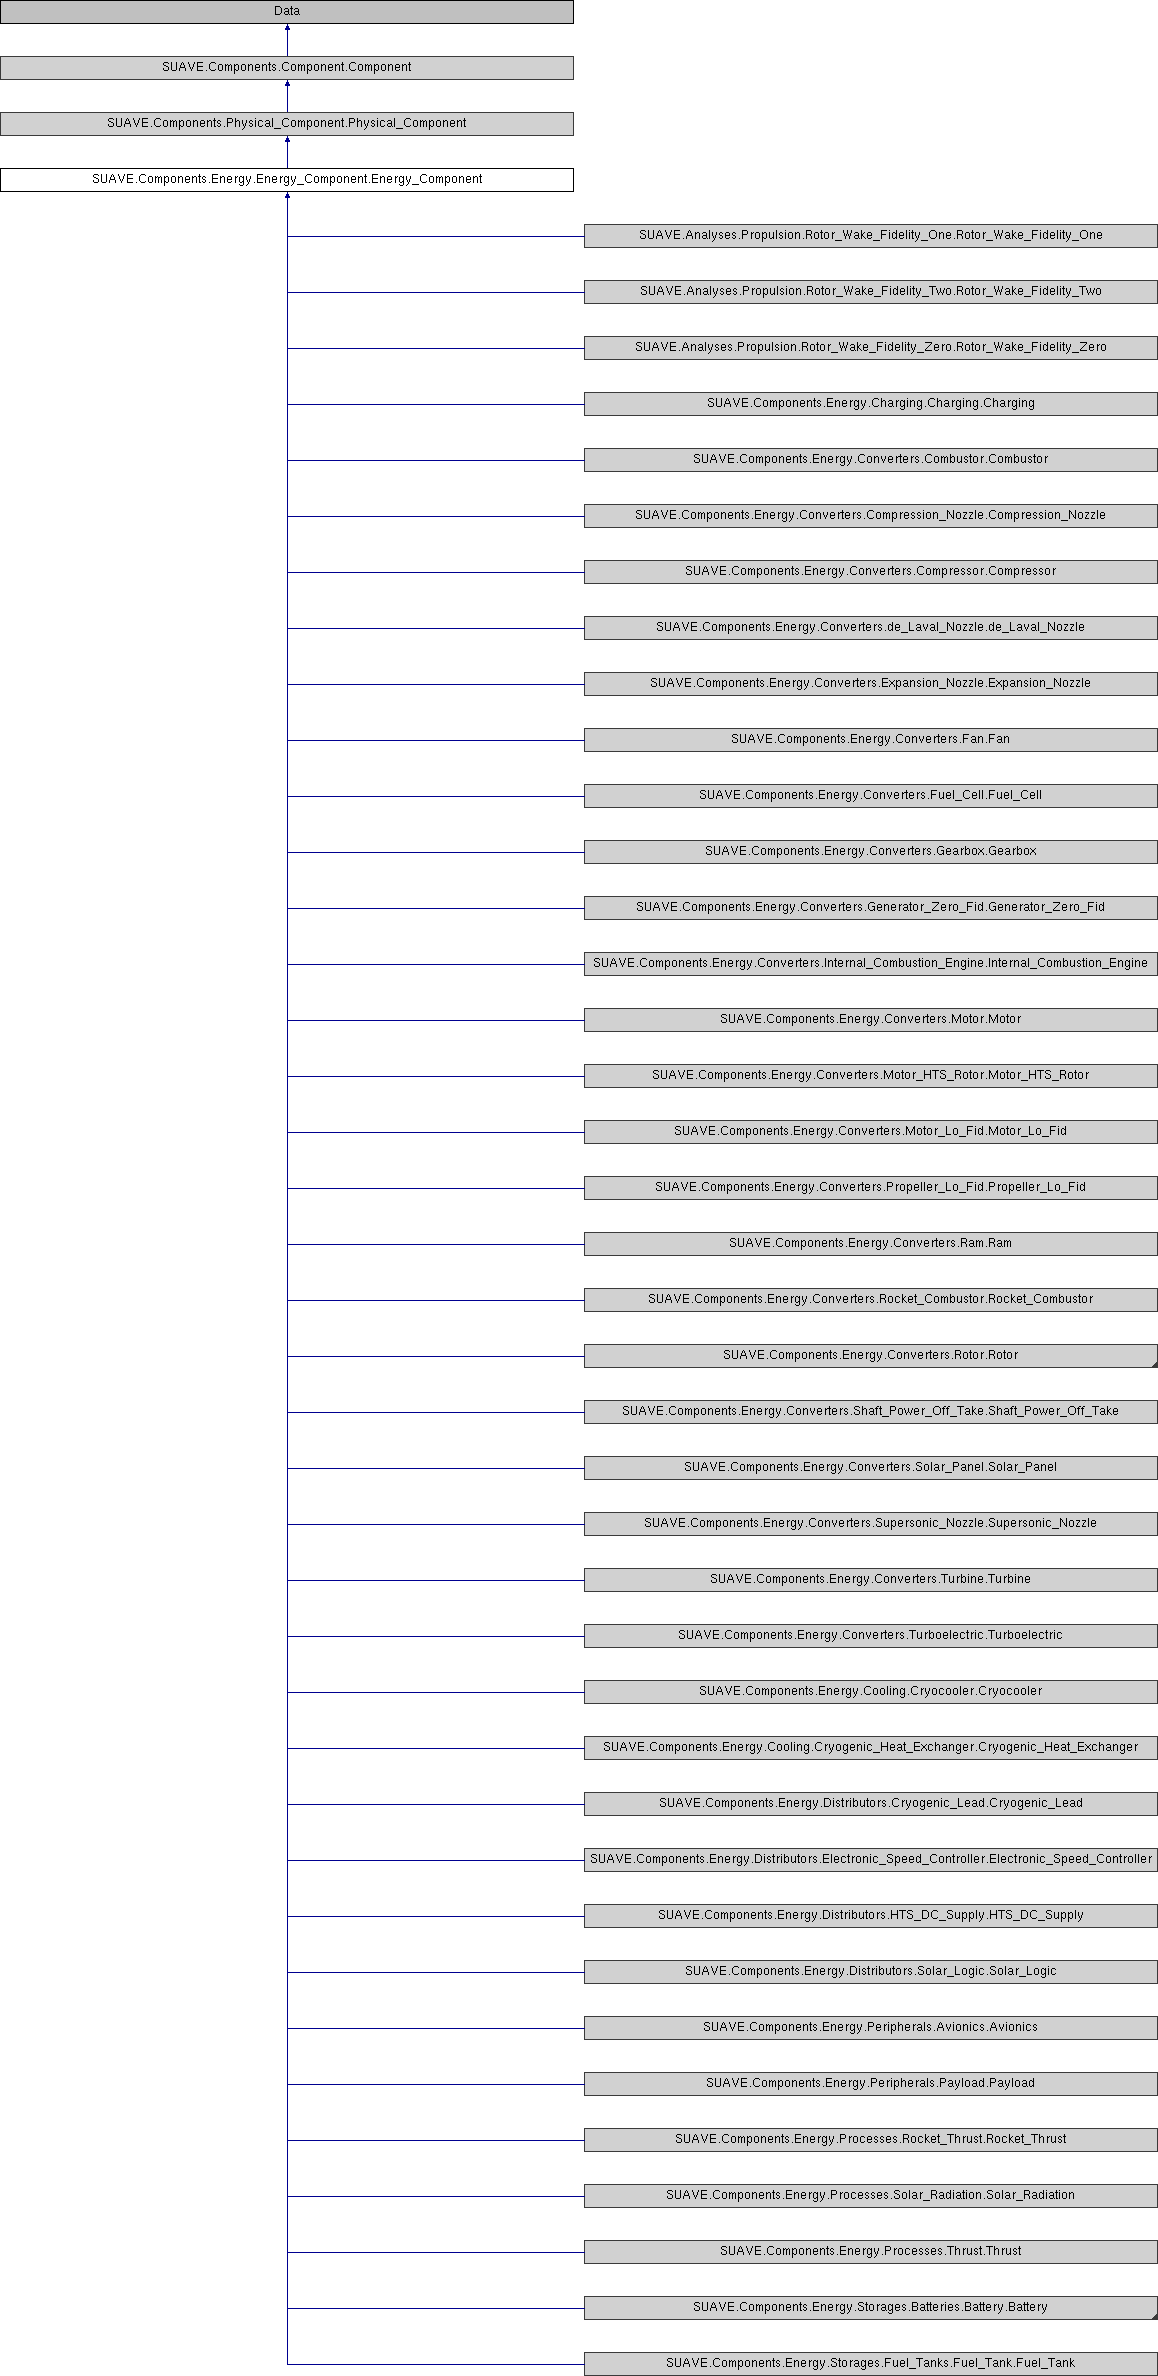 Data
SUAVE.Components.Component.Component
SUAVE.Components.Physical_Component.Physical_Component
SUAVE.Components.Energy.Energy_Component.Energy_Component
SUAVE.Analyses.Propulsion.Rotor_Wake_Fidelity_One.Rotor_Wake_Fidelity_One
SUAVE.Analyses.Propulsion.Rotor_Wake_Fidelity_Two.Rotor_Wake_Fidelity_Two
SUAVE.Analyses.Propulsion.Rotor_Wake_Fidelity_Zero.Rotor_Wake_Fidelity_Zero
SUAVE.Components.Energy.Charging.Charging.Charging
SUAVE.Components.Energy.Converters.Combustor.Combustor
SUAVE.Components.Energy.Converters.Compression_Nozzle.Compression_Nozzle
SUAVE.Components.Energy.Converters.Compressor.Compressor
SUAVE.Components.Energy.Converters.de_Laval_Nozzle.de_Laval_Nozzle
SUAVE.Components.Energy.Converters.Expansion_Nozzle.Expansion_Nozzle
SUAVE.Components.Energy.Converters.Fan.Fan
SUAVE.Components.Energy.Converters.Fuel_Cell.Fuel_Cell
SUAVE.Components.Energy.Converters.Gearbox.Gearbox
SUAVE.Components.Energy.Converters.Generator_Zero_Fid.Generator_Zero_Fid
SUAVE.Components.Energy.Converters.Internal_Combustion_Engine.Internal_Combustion_Engine
SUAVE.Components.Energy.Converters.Motor.Motor
SUAVE.Components.Energy.Converters.Motor_HTS_Rotor.Motor_HTS_Rotor
SUAVE.Components.Energy.Converters.Motor_Lo_Fid.Motor_Lo_Fid
SUAVE.Components.Energy.Converters.Propeller_Lo_Fid.Propeller_Lo_Fid
SUAVE.Components.Energy.Converters.Ram.Ram
SUAVE.Components.Energy.Converters.Rocket_Combustor.Rocket_Combustor
SUAVE.Components.Energy.Converters.Rotor.Rotor
SUAVE.Components.Energy.Converters.Shaft_Power_Off_Take.Shaft_Power_Off_Take
SUAVE.Components.Energy.Converters.Solar_Panel.Solar_Panel
SUAVE.Components.Energy.Converters.Supersonic_Nozzle.Supersonic_Nozzle
SUAVE.Components.Energy.Converters.Turbine.Turbine
SUAVE.Components.Energy.Converters.Turboelectric.Turboelectric
SUAVE.Components.Energy.Cooling.Cryocooler.Cryocooler
SUAVE.Components.Energy.Cooling.Cryogenic_Heat_Exchanger.Cryogenic_Heat_Exchanger
SUAVE.Components.Energy.Distributors.Cryogenic_Lead.Cryogenic_Lead
SUAVE.Components.Energy.Distributors.Electronic_Speed_Controller.Electronic_Speed_Controller
SUAVE.Components.Energy.Distributors.HTS_DC_Supply.HTS_DC_Supply
SUAVE.Components.Energy.Distributors.Solar_Logic.Solar_Logic
SUAVE.Components.Energy.Peripherals.Avionics.Avionics
SUAVE.Components.Energy.Peripherals.Payload.Payload
SUAVE.Components.Energy.Processes.Rocket_Thrust.Rocket_Thrust
SUAVE.Components.Energy.Processes.Solar_Radiation.Solar_Radiation
SUAVE.Components.Energy.Processes.Thrust.Thrust
SUAVE.Components.Energy.Storages.Batteries.Battery.Battery
SUAVE.Components.Energy.Storages.Fuel_Tanks.Fuel_Tank.Fuel_Tank